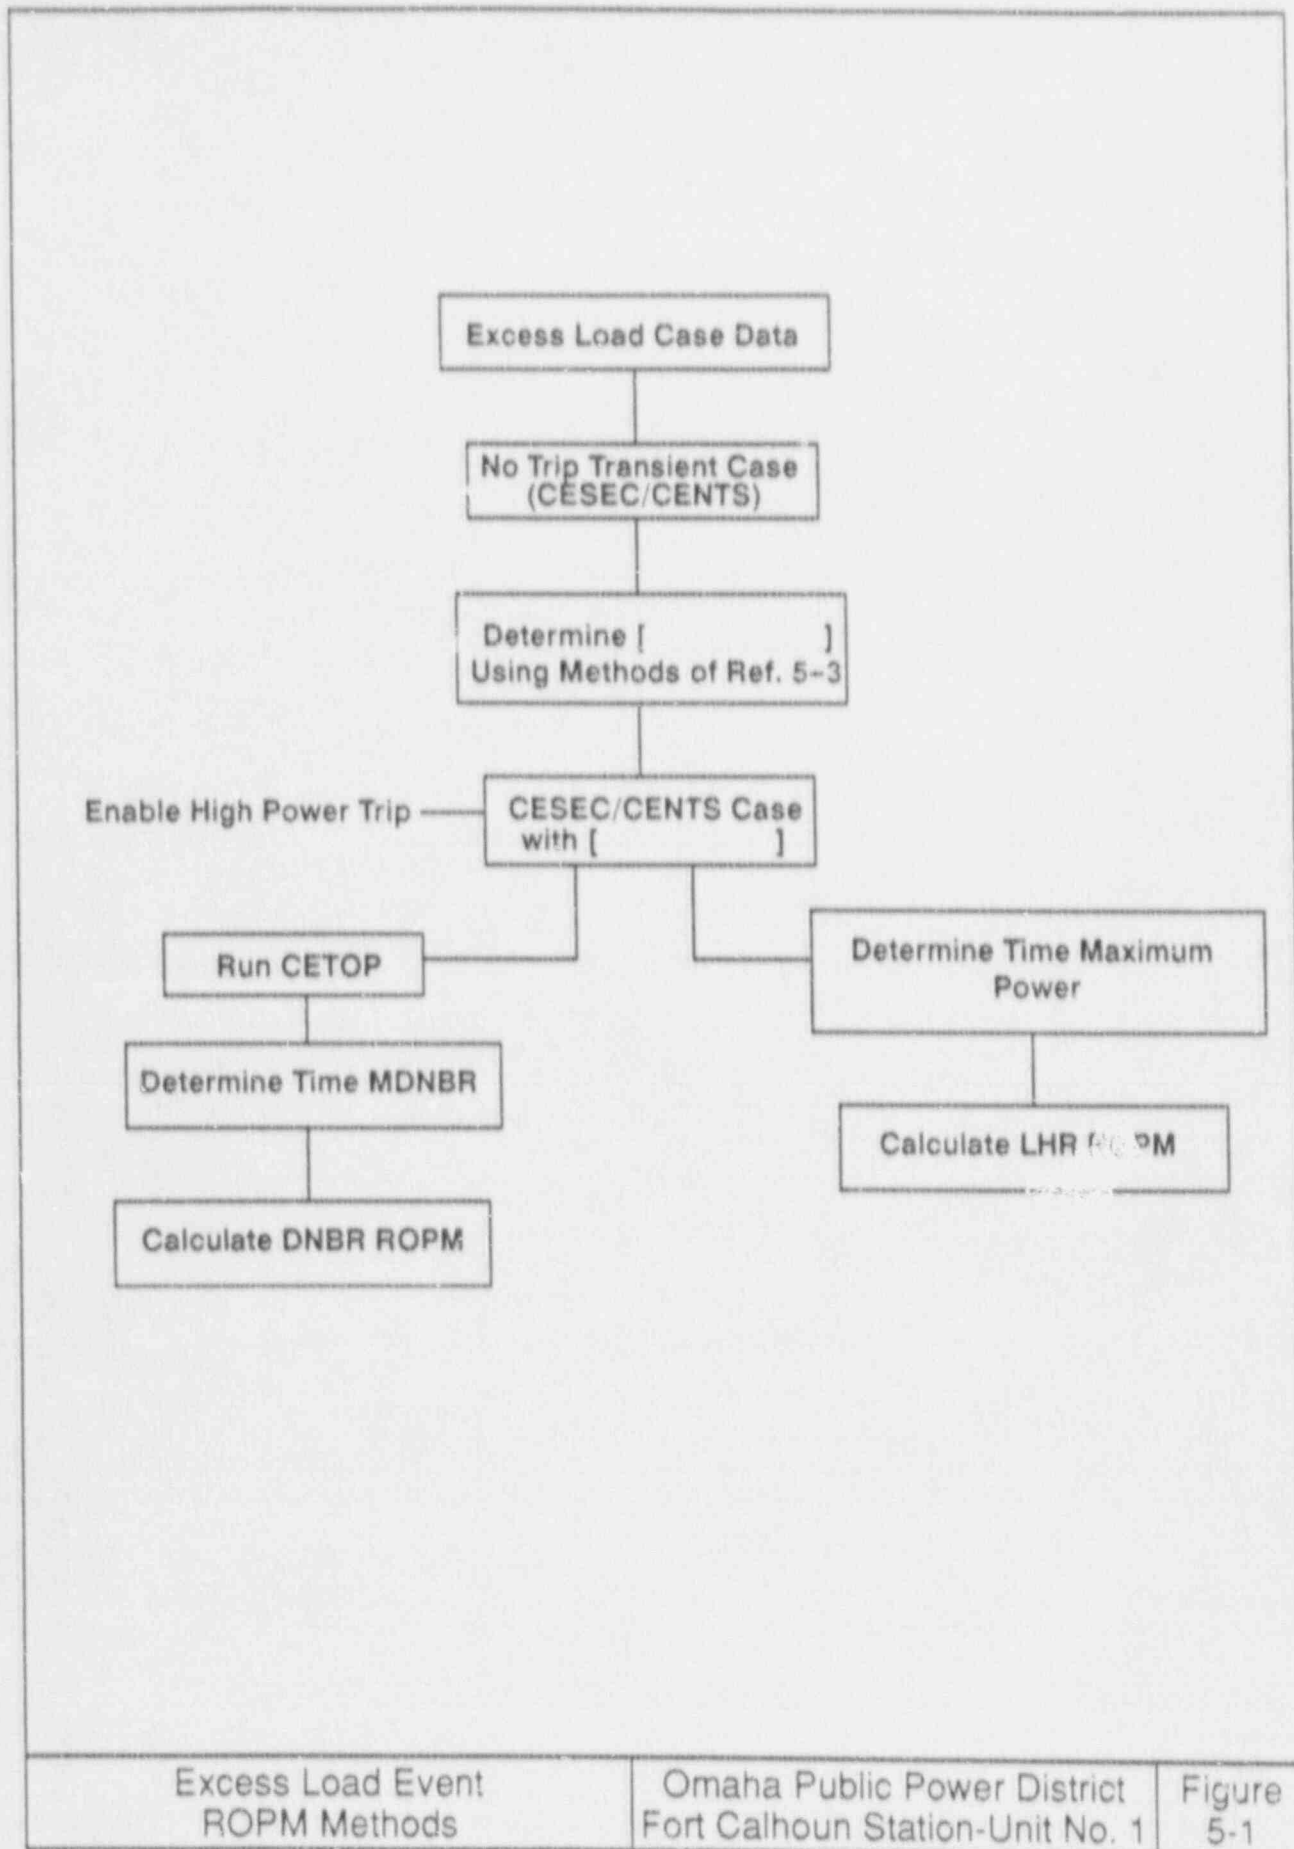 Excess Load Case Data
No Trip Transient Case
(CESEC/CENTS)
Determine [ ]
Using Methods of Ref. 5-3
Enable High Power Trip
CESEC/CENTS Case
with [ ]
Run CETOP
Determine Time Maximum
Power
Determine Time MDNBR
Calculate LHR
Calculate DNBR ROPM
Excess Load Event
ROPM Methods
Omaha Public Power District
Fort Calhoun Station-Unit No. 1
Figure
5-1